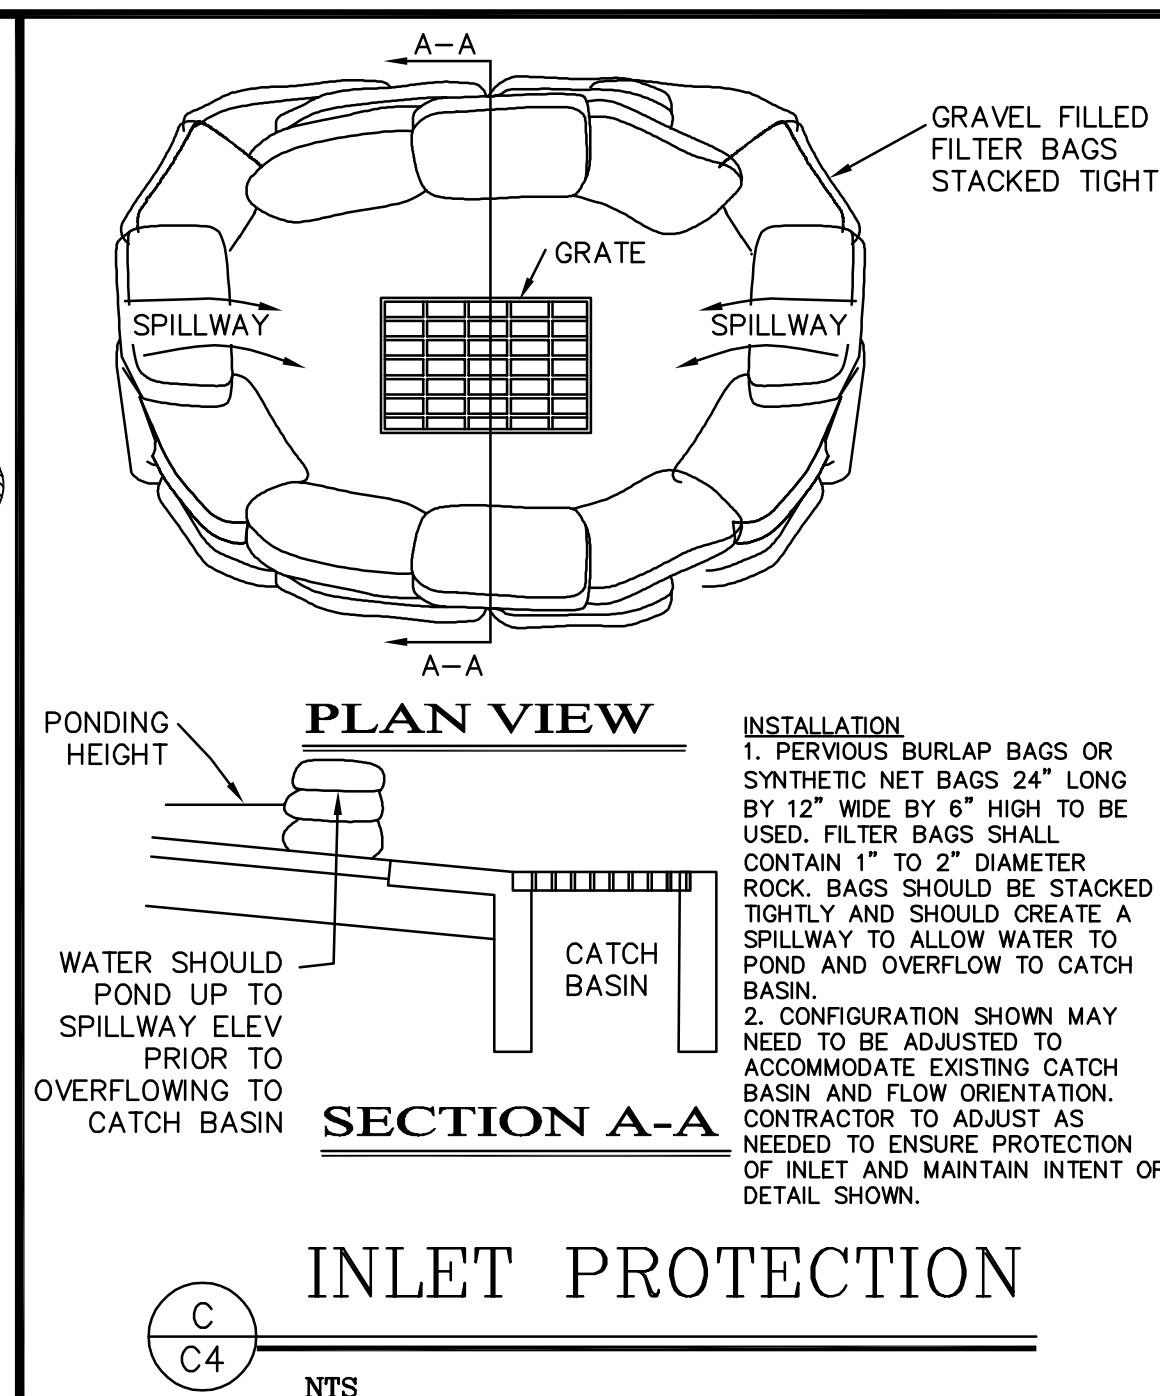 A-A
GRAVEL FILLED
FILTER BAGS
STACKED TIGHT
GRATE
SPILLWAY
SPILLWAY
A-A
PLAN VIEW
PONDING
HEIGHT
WATER SHOULD
POND UP TO
SPILLWAY ELEV
PRIOR TO
OVERFLOWING TO
CATCH BASIN
CATCH
BASIN
SECTION A-A
INSTALLATION
1. PERVIOUS BURLAP BAGS OR
SYNTHETIC NET BAGS 24” LONG
BY 12” WIDE BY 6” HIGH TO BE
USED. FILTER BAGS SHALL
CONTAIN 1” TO 2” DIAMETER
ROCK. BAGS SHOULD BE STACKED
TIGHTLY AND SHOULD CREATE A
SPILLWAY TO ALLOW WATER TO
POND AND OVERFLOW TO CATCH
BASIN.
2. CONFIGURATION SHOWN MAY
NEED TO BE ADJUSTED TO
ACCOMMODATE EXISTING CATCH
BASIN AND FLOW ORIENTATION.
CONTRACTOR TO ADJUST AS
NEEDED TO ENSURE PROTECTION
OF INLET AND MAINTAIN INTENT OF
DETAIL SHOWN.
INLET PROTECTION
C
C4
NTS